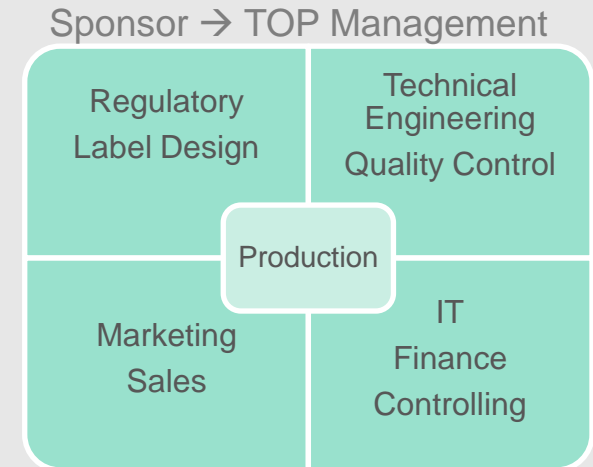 Sponsor → TOP Management
Regulatory
Label Design
Technical
Engineering
Quality Control
Production
Marketing
Sales
IT
Finance
Controlling